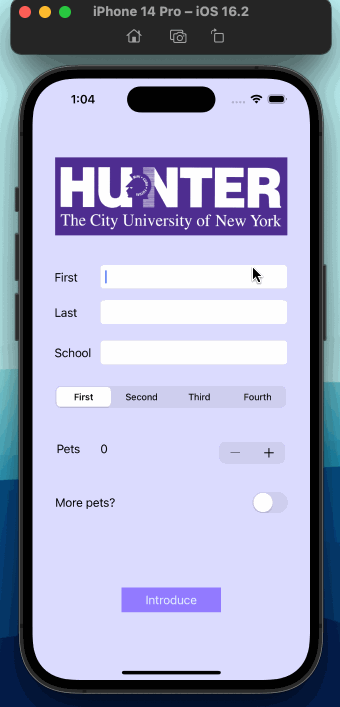 iPhone 14 Pro – iOS 16.2
1:04
HUNTER
The City University of New York
First
Last
School
First Second Third Fourth
Pets 0
More pets?
Introduce